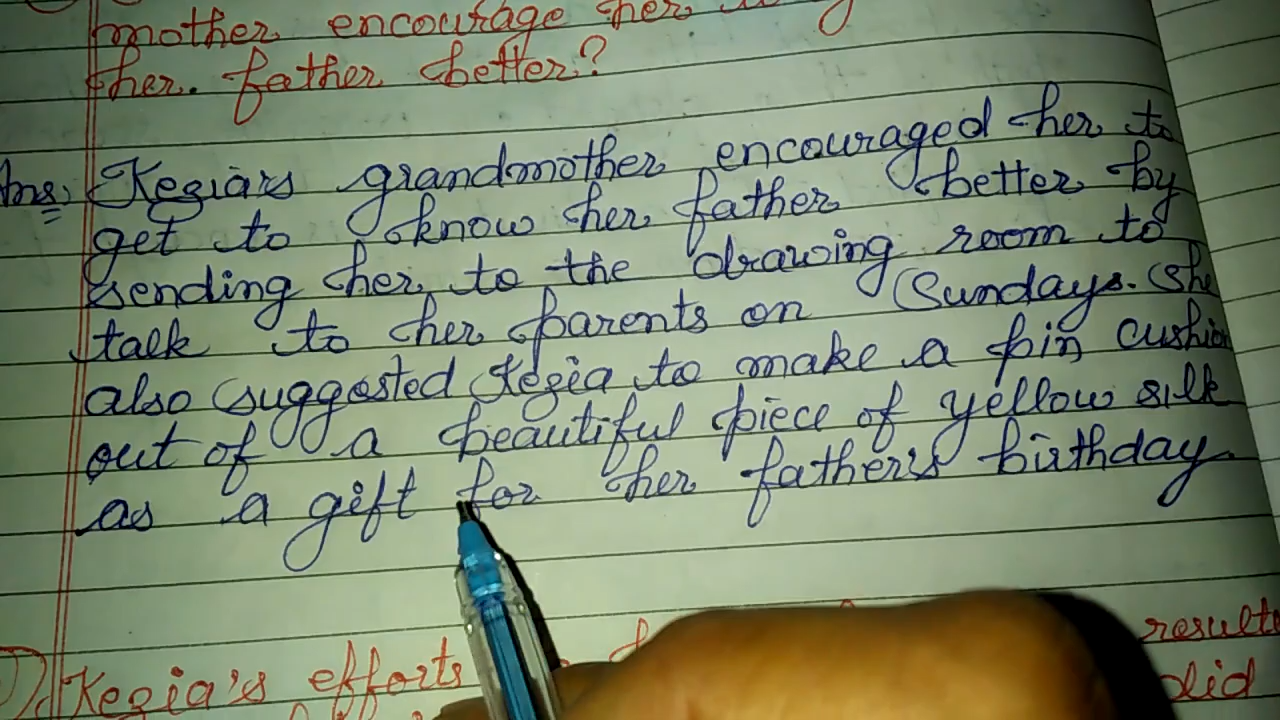 mother encourage her
her father better?
Ans. Kezia's grandmother encouraged her to
get to know her father better by
sending her to the drawing room to
talk to her parents on Sundays. She
also suggested Kezia to make a pin cushion
out of a beautiful piece of yellow silk
as a gift for her father's birthday.
Kezia's efforts result
did